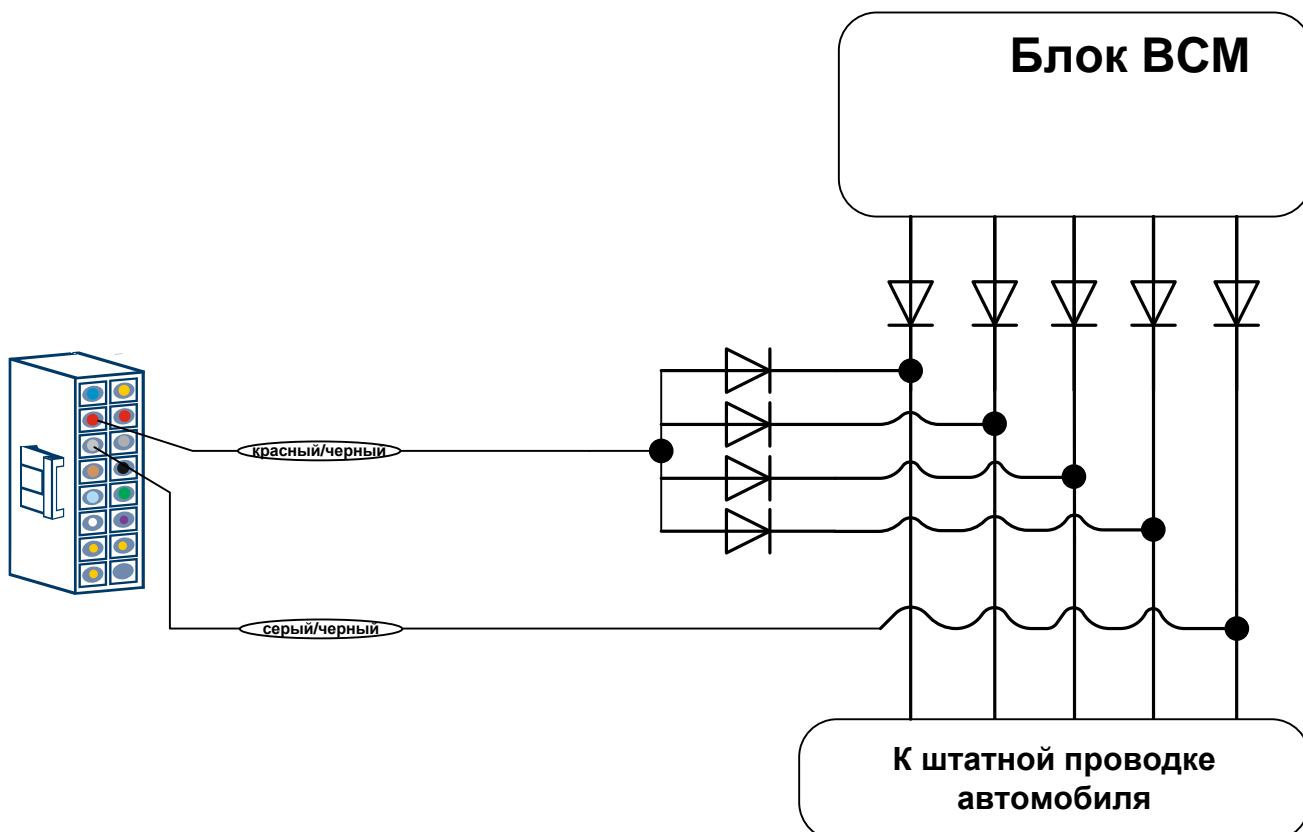 Блок BCM
красный/черный
серый/черный
К штатной проводке
автомобиля